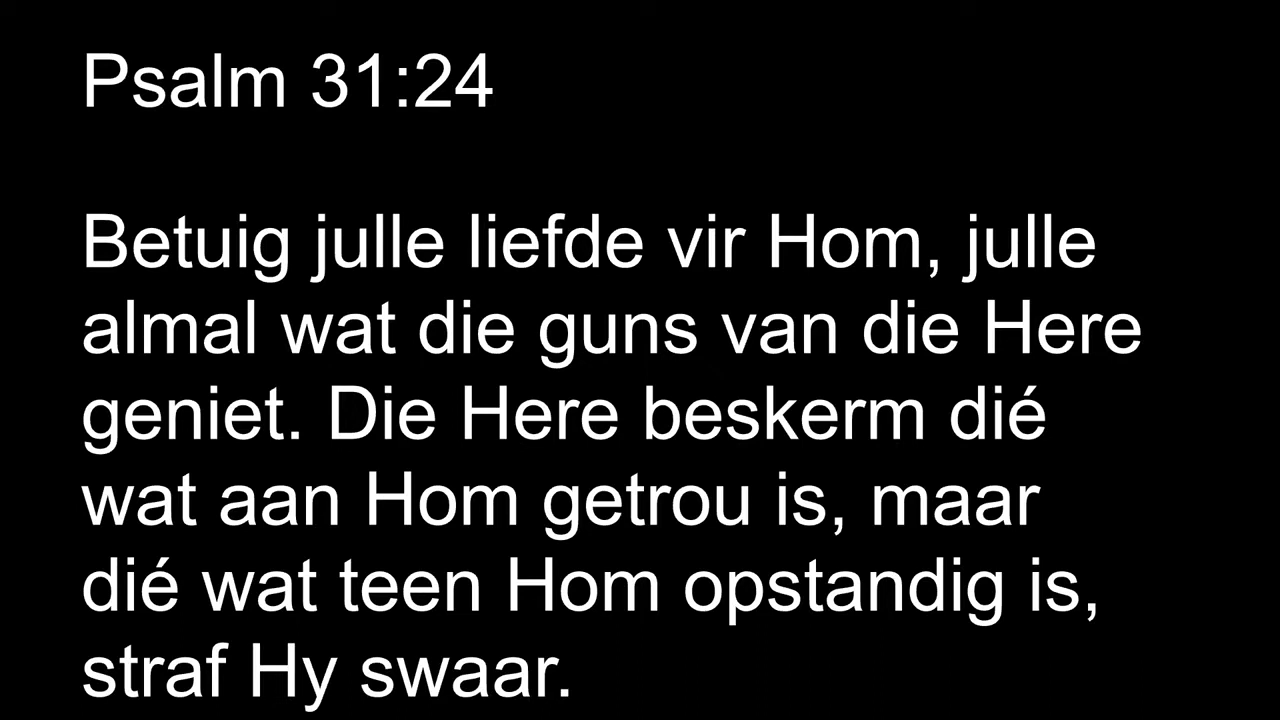 Psalm 31:24
Betuig julle liefde vir Hom, julle
almal wat die guns van die Here
geniet. Die Here beskerm dié
wat aan Hom getrou is, maar
dié wat teen Hom opstandig is,
straf Hy swaar.